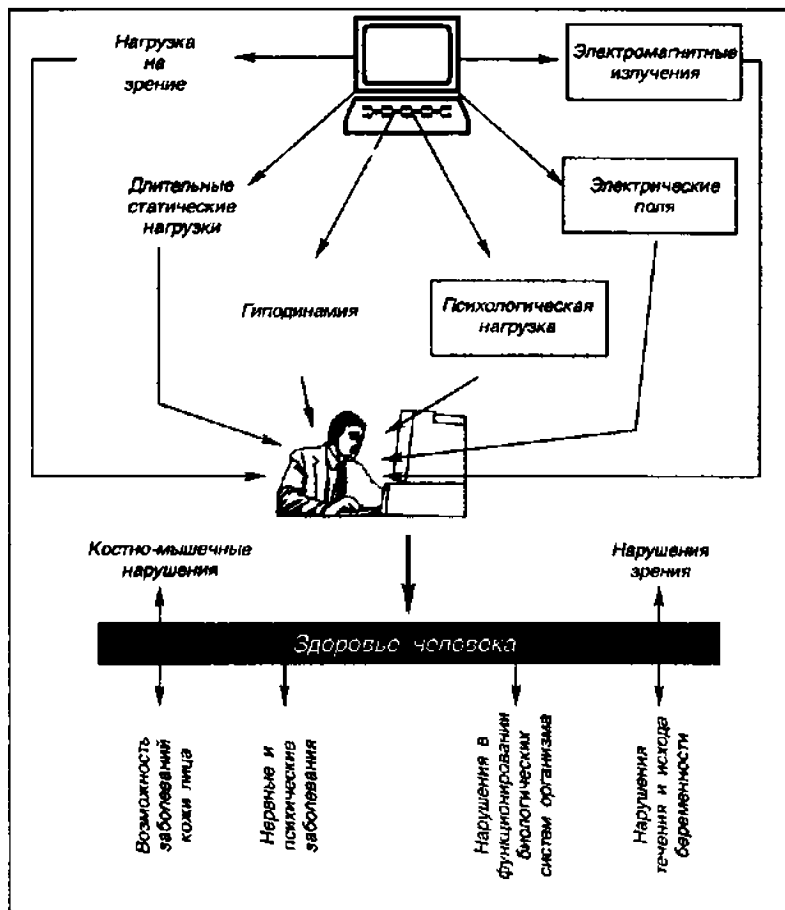 Нагрузка
на
зрение
Электромагнитные
излучения
Длительные
статические
нагрузки
Электрические
поля
Гиподинамия
Психологическая
нагрузка
Костно-мышечные
нарушения
Нарушения
зрения
Здоровье человека
Возможность
заболеваний
кожи лица
Нервные и
психические
заболевания
Нарушения в
функционировании
биологических
систем организма
Нарушения
течения и исхода
беременности